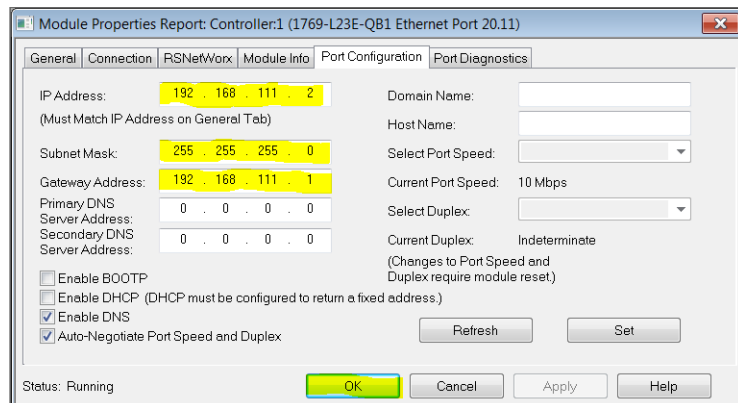 Module Properties Report: Controller:1 (1769-L23E-QB1 Ethernet Port 20.11)
General Connection RSNetWorx Module Info Port Configuration Port Diagnostics
IP Address: 192 . 168 . 111 . 2
(Must Match IP Address on General Tab)
Subnet Mask: 255 . 255 . 255 . 0
Gateway Address: 192 . 168 . 111 . 1
Primary DNS
Server Address: 0 . 0 . 0 . 0
Secondary DNS
Server Address: 0 . 0 . 0 . 0
Enable BOOTP
Enable DHCP (DHCP must be configured to return a fixed address.)
Enable DNS
Auto-Negotiate Port Speed and Duplex
Domain Name:
Host Name:
Select Port Speed:
Current Port Speed: 10 Mbps
Select Duplex:
Current Duplex: Indeterminate
(Changes to Port Speed and
Duplex require module reset.)
Refresh Set
Status: Running OK Cancel Apply Help